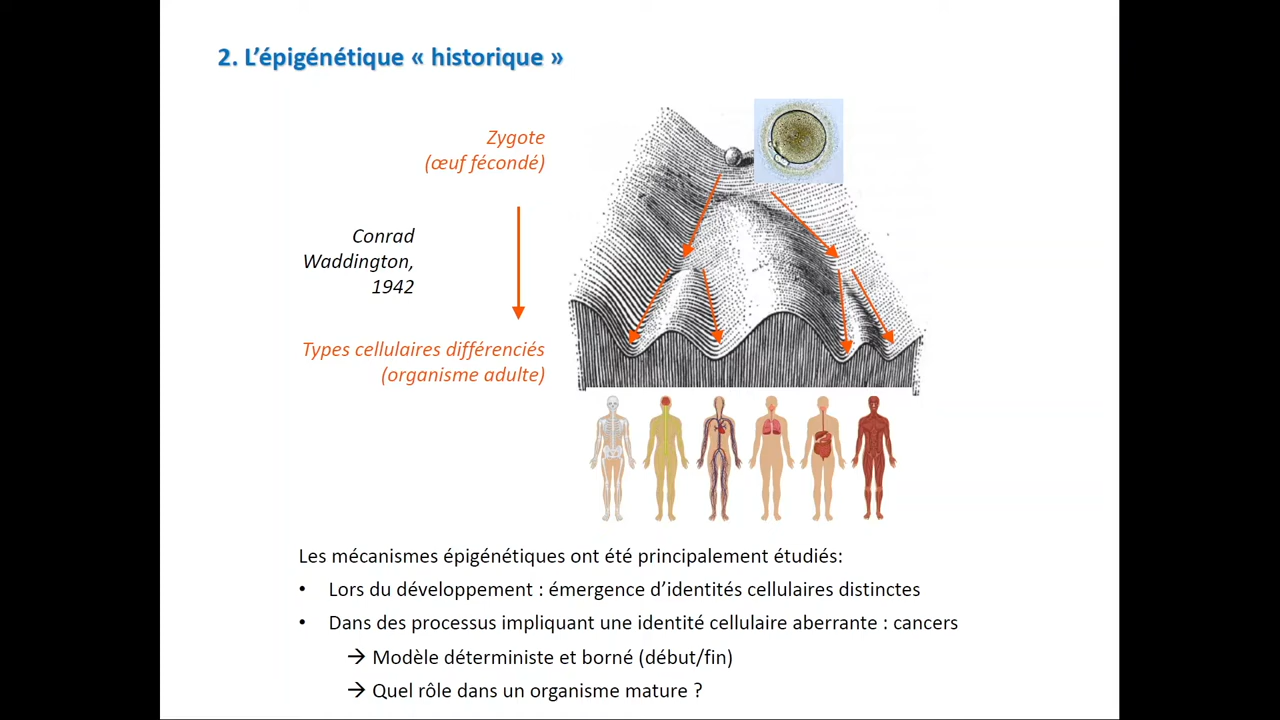 2. L’épigénétique « historique »
Zygote
(œuf fécondé)
Conrad
Waddington,
1942
Types cellulaires différenciés
(organisme adulte)
Les mécanismes épigénétiques ont été principalement étudiés:
• Lors du développement : émergence d’identités cellulaires distinctes
• Dans des processus impliquant une identité cellulaire aberrante : cancers
→ Modèle déterministe et borné (début/fin)
→ Quel rôle dans un organisme mature ?